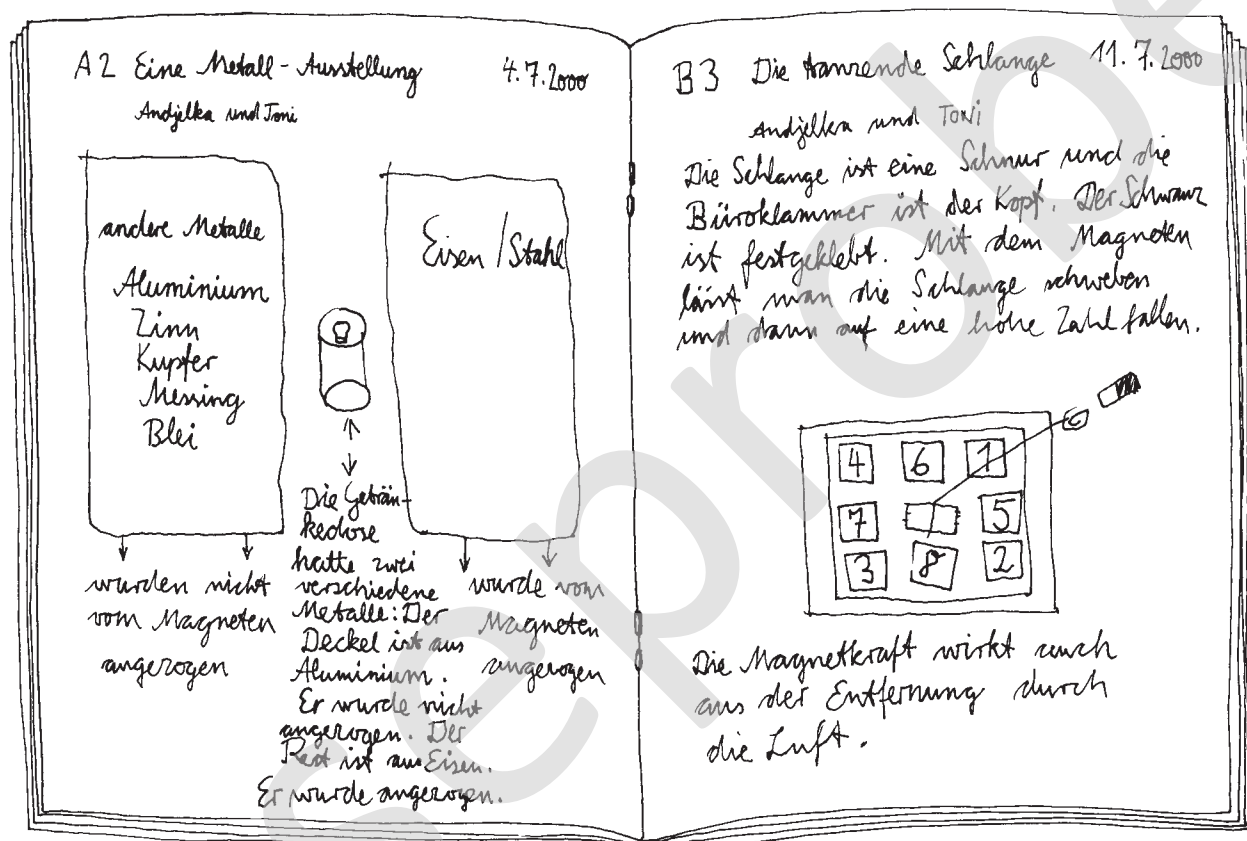 A2 Eine Metall-Ausstellung 4.7.2000
Andjelka und Toni
andere Metalle
Aluminium
Zinn
Kupfer
Messing
Blei
wurden nicht
vom Magneten
angezogen
Die Geträn-
kedose
hatte zwei
verschiedene
Metalle: Der
Deckel ist aus
Aluminium.
Er wurde nicht
angezogen. Der
Rest ist aus Eisen.
Er wurde angezogen.
Eisen/Stahl
wurde vom
Magneten
angezogen
B3 Die tanzende Schlange 11.7.2000
Andjelka und Toni
Die Schlange ist eine Schnur und die
Büroklammer ist der Kopf. Der Schwanz
ist festgeklebt. Mit dem Magneten
lässt man die Schlange schweben
und dann auf eine hohe Zahl fallen.
4 6 1
7 5
3 8 2
Die Magnetkraft wirkt auch
aus der Entfernung durch
die Luft.